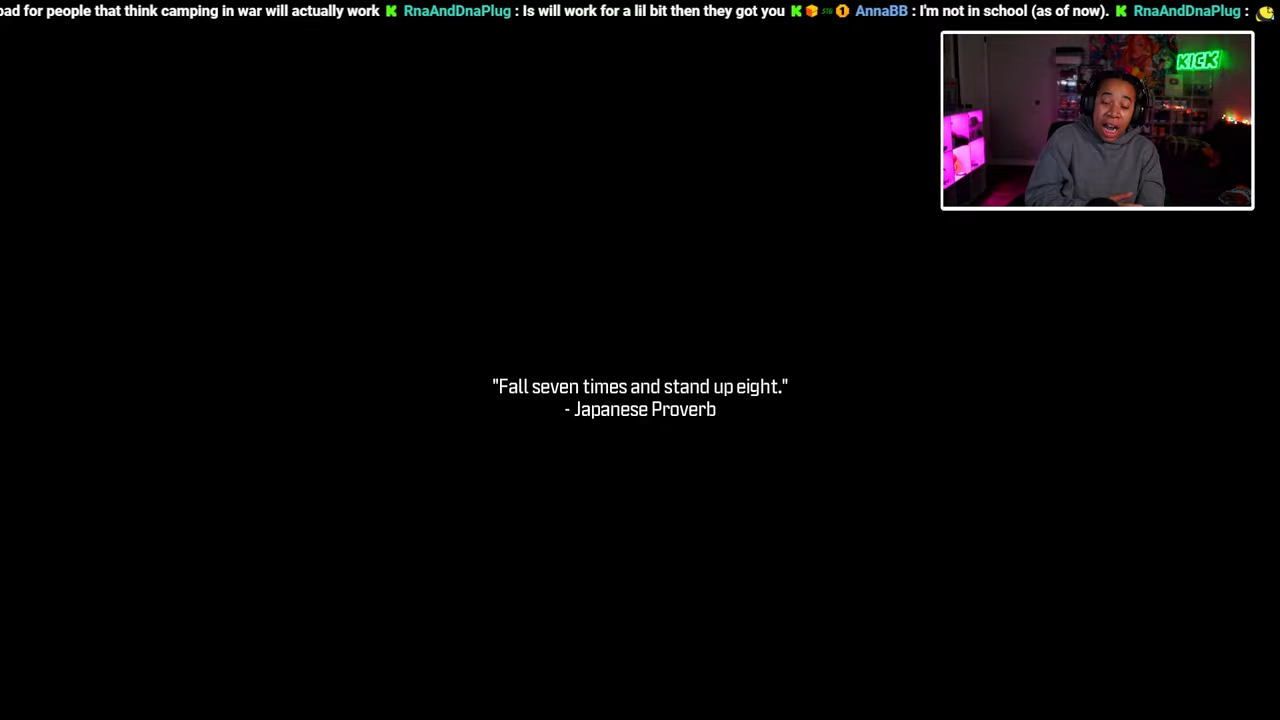 bad for people that think camping in war will actually work RnaAndDnaPlug : Is will work for a lil bit then they got you AnnaBB : I'm not in school (as of now). RnaAndDnaPlug :
KICK
"Fall seven times and stand up eight."
- Japanese Proverb